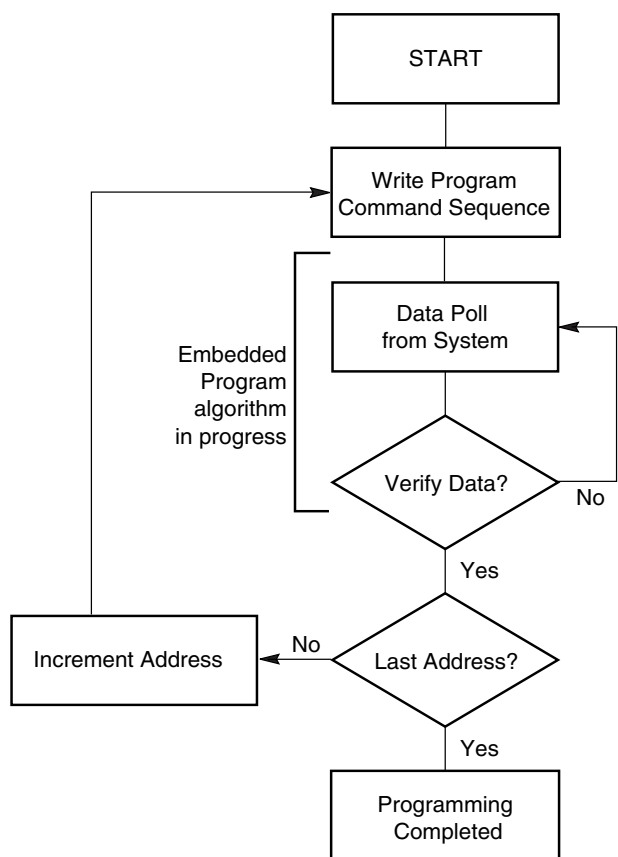 START
Write Program
Command Sequence
Data Poll
from System
Embedded
Program
algorithm
in progress
Verify Data?
No
Yes
No
Increment Address
Last Address?
Yes
Programming
Completed